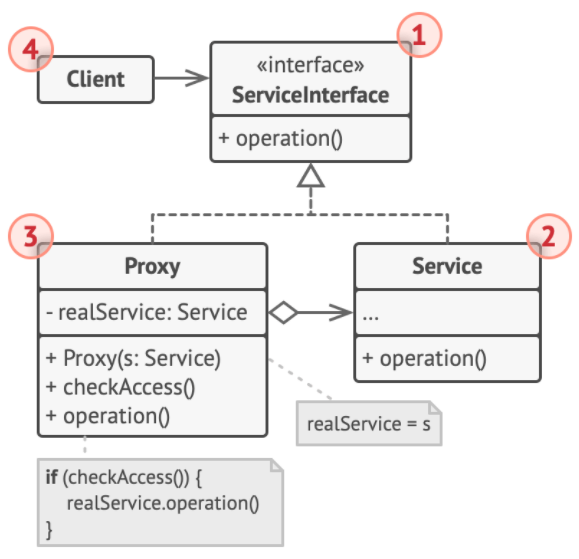 4
Client
1
«interface»
ServiceInterface
+ operation()
3
Proxy
- realService: Service
+ Proxy(s: Service)
+ checkAccess()
+ operation()
2
Service
...
+ operation()
realService = s
if (checkAccess()) {
realService.operation()
}